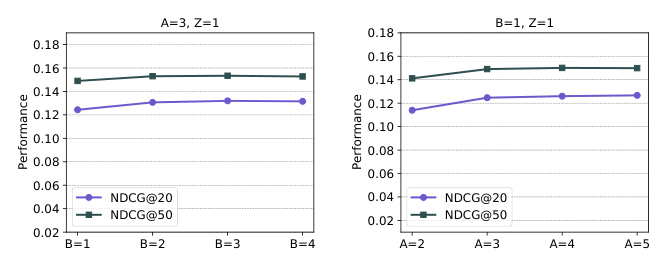 A=3, Z=1
0.18
0.16
0.14
0.12
0.10
0.08
0.06
0.04
0.02
Performance
NDCG@20
NDCG@50
B=1
B=2
B=3
B=4
B=1, Z=1
0.18
0.16
0.14
0.12
0.10
0.08
0.06
0.04
0.02
Performance
NDCG@20
NDCG@50
A=2
A=3
A=4
A=5